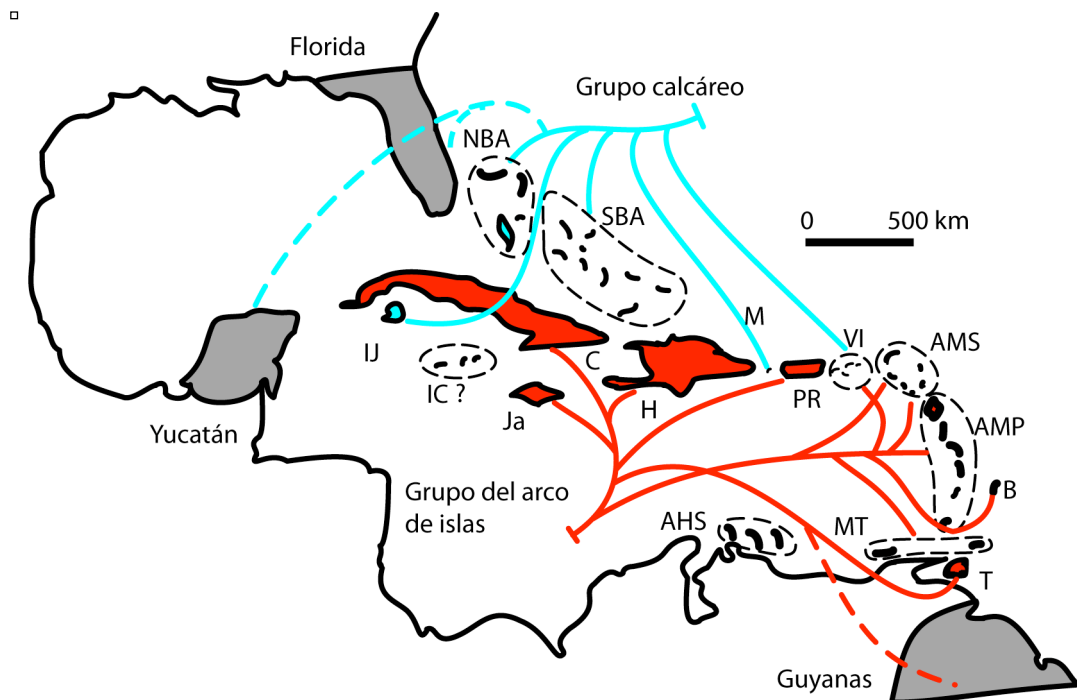 Florida
Grupo calcáreo
NBA
SBA
0 500 km
M
VI
AMS
IJ
C
IC ?
H
PR
Ja
AMP
Yucatán
Grupo del arco
de islas
B
AHS
MT
T
Guyanas